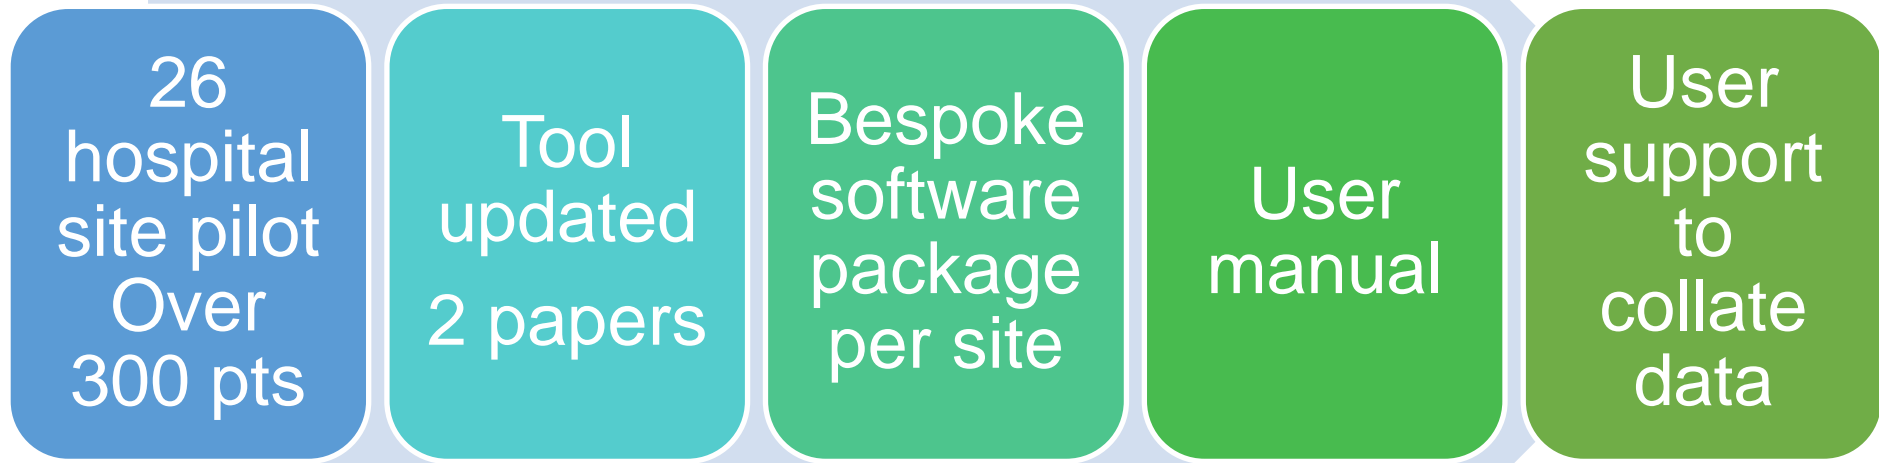 26
hospital
site pilot
Over
300 pts
Tool
updated
2 papers
Bespoke
software
package
per site
User
manual
User
support
to
collate
data